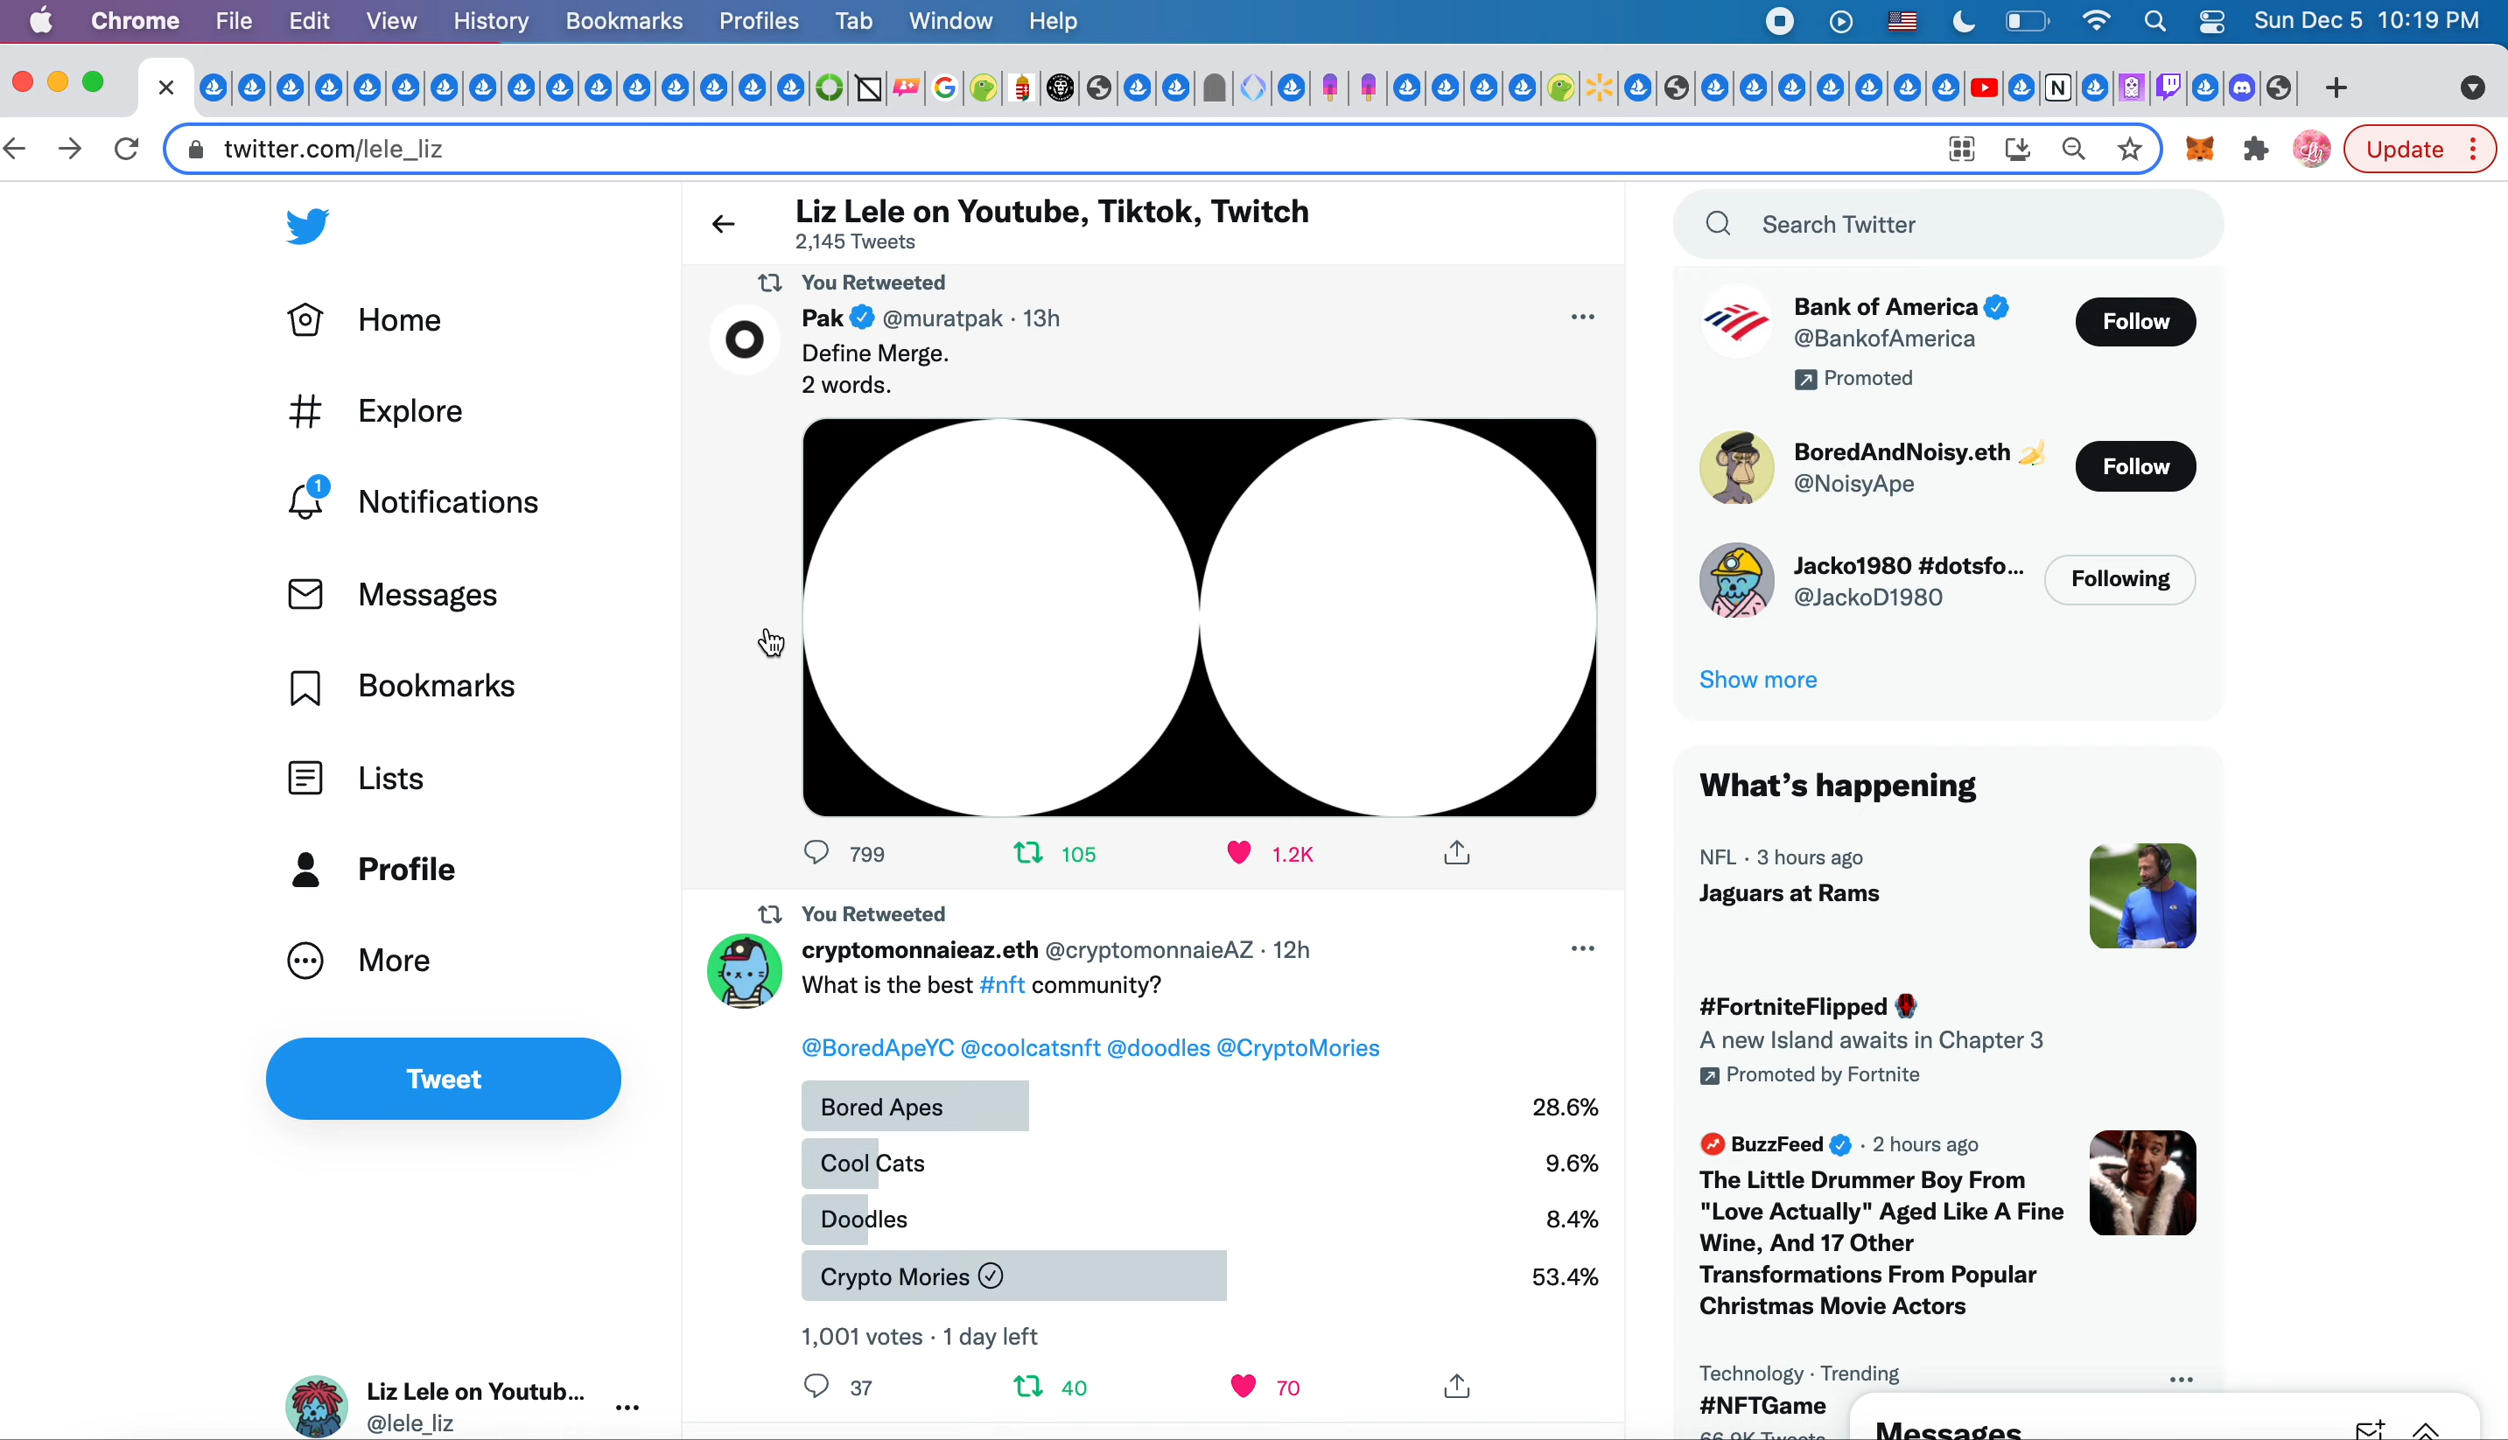 Chrome File Edit View History Bookmarks Profiles Tab Window Help
Sun Dec 5 10:19 PM
twitter.com/lele_liz
Update
Home
Explore
1
Notifications
Messages
Bookmarks
Lists
Profile
More
Tweet
Liz Lele on Youtub...
@lele_liz
Liz Lele on Youtube, Tiktok, Twitch
2,145 Tweets
You Retweeted
Pak @muratpak · 13h
Define Merge.
2 words.
799 105 1.2K
You Retweeted
cryptomonnaieaz.eth @cryptomonnaieAZ · 12h
What is the best #nft community?
@BoredApeYC @coolcatsnft @doodles @CryptoMories
Bored Apes 28.6%
Cool Cats 9.6%
Doodles 8.4%
Crypto Mories 53.4%
1,001 votes · 1 day left
37 40 70
Search Twitter
Bank of America
@BankofAmerica
Promoted
Follow
BoredAndNoisy.eth 🍌
@NoisyApe
Follow
Jacko1980 #dotsfo...
@JackoD1980
Following
Show more
What's happening
NFL · 3 hours ago
Jaguars at Rams
#FortniteFlipped
A new Island awaits in Chapter 3
Promoted by Fortnite
BuzzFeed · 2 hours ago
The Little Drummer Boy From
"Love Actually" Aged Like A Fine
Wine, And 17 Other
Transformations From Popular
Christmas Movie Actors
Technology · Trending
#NFTGame
66.9K Tweets
Messages